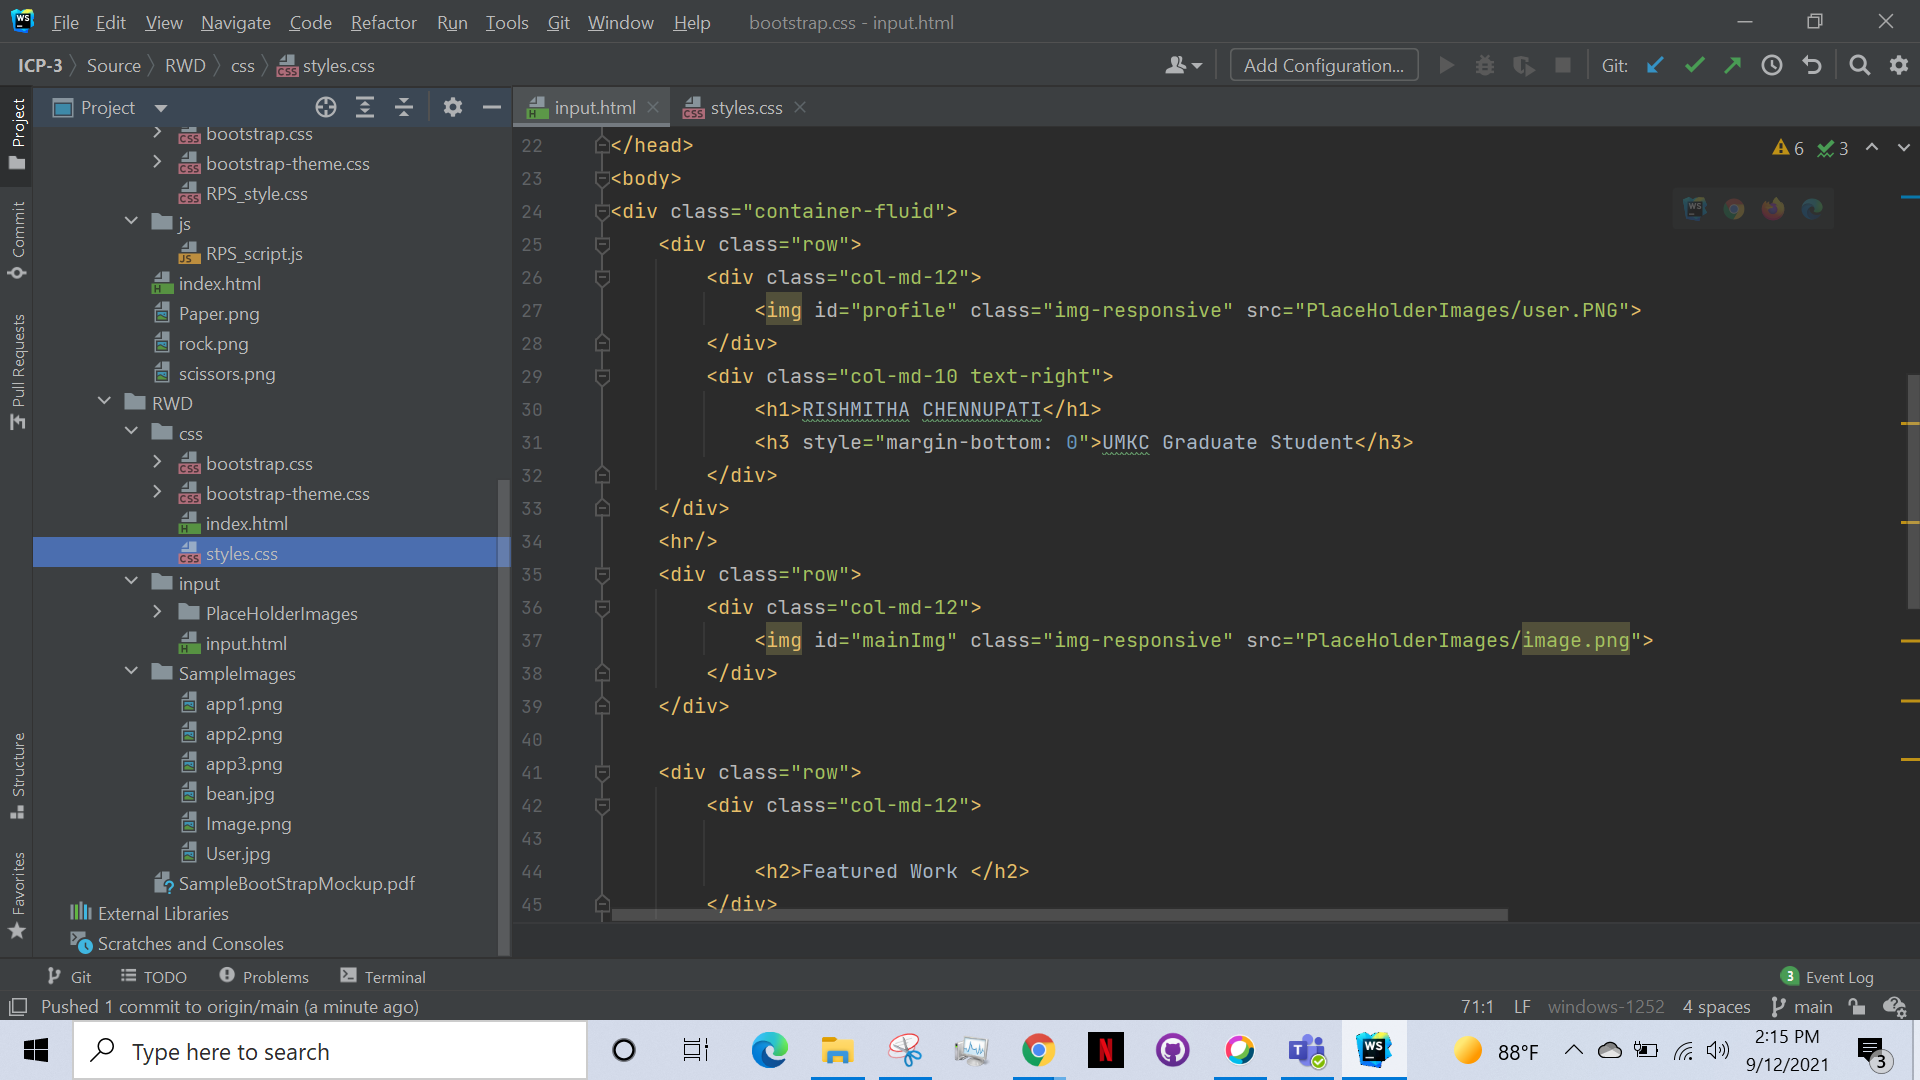 File Edit View Navigate Code Refactor Run Tools Git Window Help bootstrap.css - input.html
ICP-3 Source RWD css styles.css Add Configuration... Git:
Project input.html styles.css
bootstrap.css
bootstrap-theme.css
RPS_style.css
js
RPS_script.js
index.html
Paper.png
rock.png
scissors.png
RWD
css
bootstrap.css
bootstrap-theme.css
index.html
styles.css
input
PlaceHolderImages
input.html
SampleImages
app1.png
app2.png
app3.png
bean.jpg
Image.png
User.jpg
SampleBootStrapMockup.pdf
External Libraries
Scratches and Consoles
Project
Commit
Pull Requests
Structure
Favorites
6 3
22 </head>
23 <body>
24 <div class="container-fluid">
25 <div class="row">
26 <div class="col-md-12">
27 <img id="profile" class="img-responsive" src="PlaceHolderImages/user.PNG">
28 </div>
29 <div class="col-md-10 text-right">
30 <h1>RISHMITHA CHENNUPATI</h1>
31 <h3 style="margin-bottom: 0">UMKC Graduate Student</h3>
32 </div>
33 </div>
34 <hr/>
35 <div class="row">
36 <div class="col-md-12">
37 <img id="mainImg" class="img-responsive" src="PlaceHolderImages/image.png">
38 </div>
39 </div>
40
41 <div class="row">
42 <div class="col-md-12">
43
44 <h2>Featured Work </h2>
45 </div>
Git TODO Problems Terminal 3 Event Log
Pushed 1 commit to origin/main (a minute ago) 71:1 LF windows-1252 4 spaces main
Type here to search 88°F 2:15 PM
9/12/2021 3